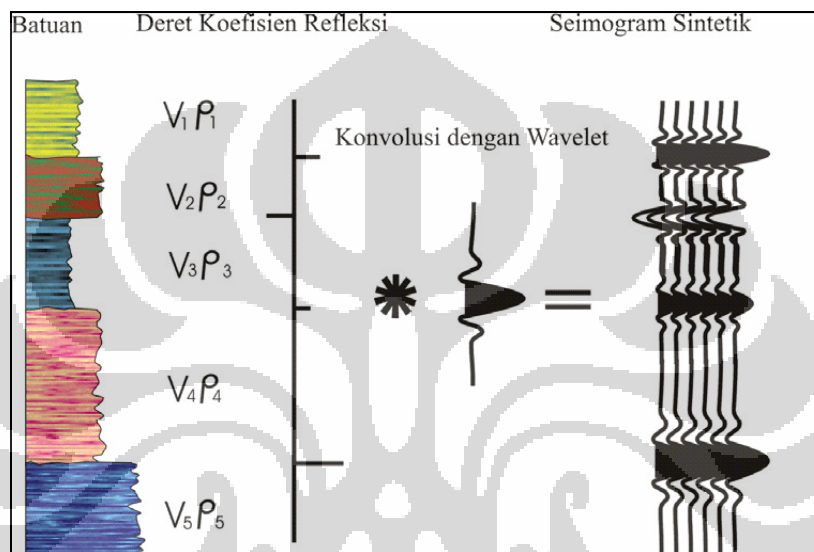 Batuan
Deret Koefisien Refleksi
Seimogram Sintetik
V1 ρ1
Konvolusi dengan Wavelet
V2 ρ2
V3 ρ3
V4 ρ4
V5 ρ5